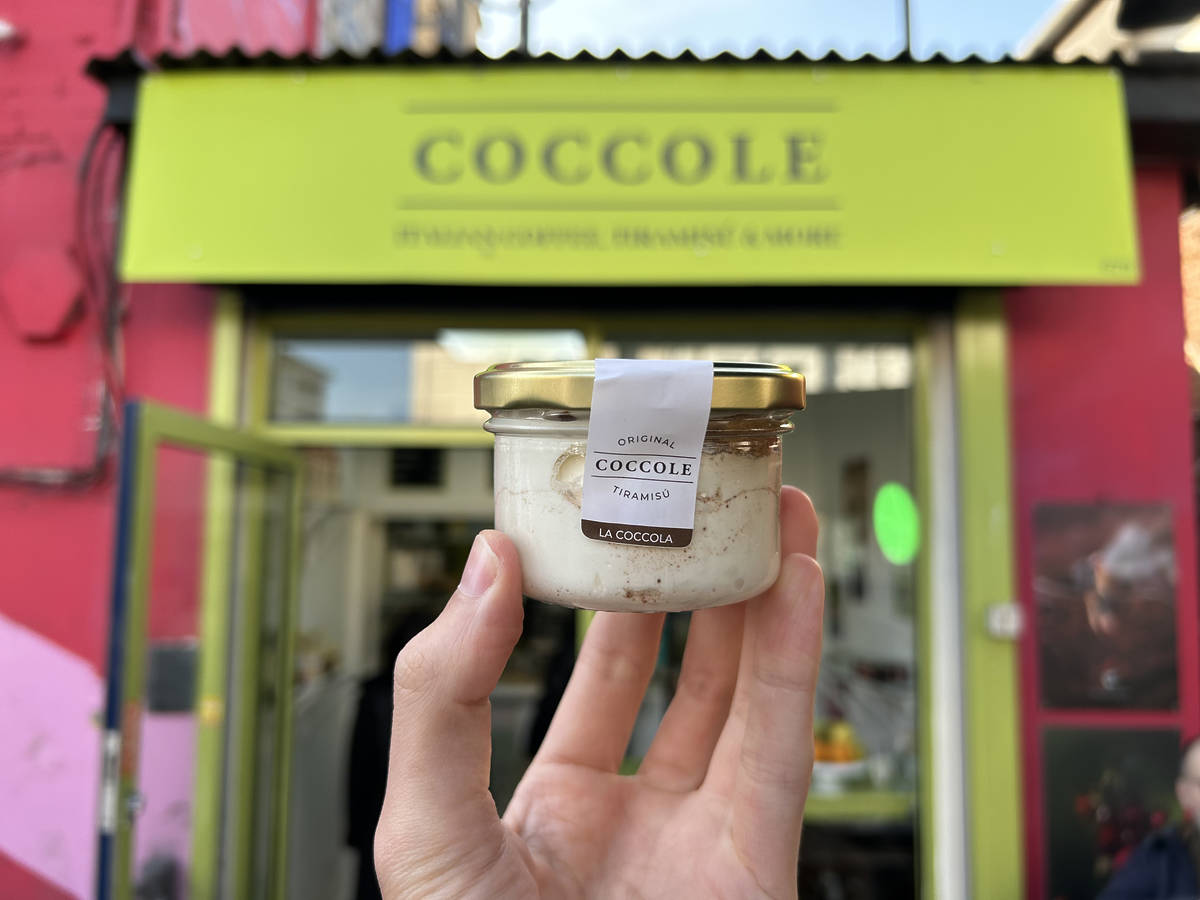 COCCOLE
ITALIAN COFFEE, TIRAMISÙ & MORE
ORIGINAL
COCCOLE
TIRAMISÙ
LA COCCOLA